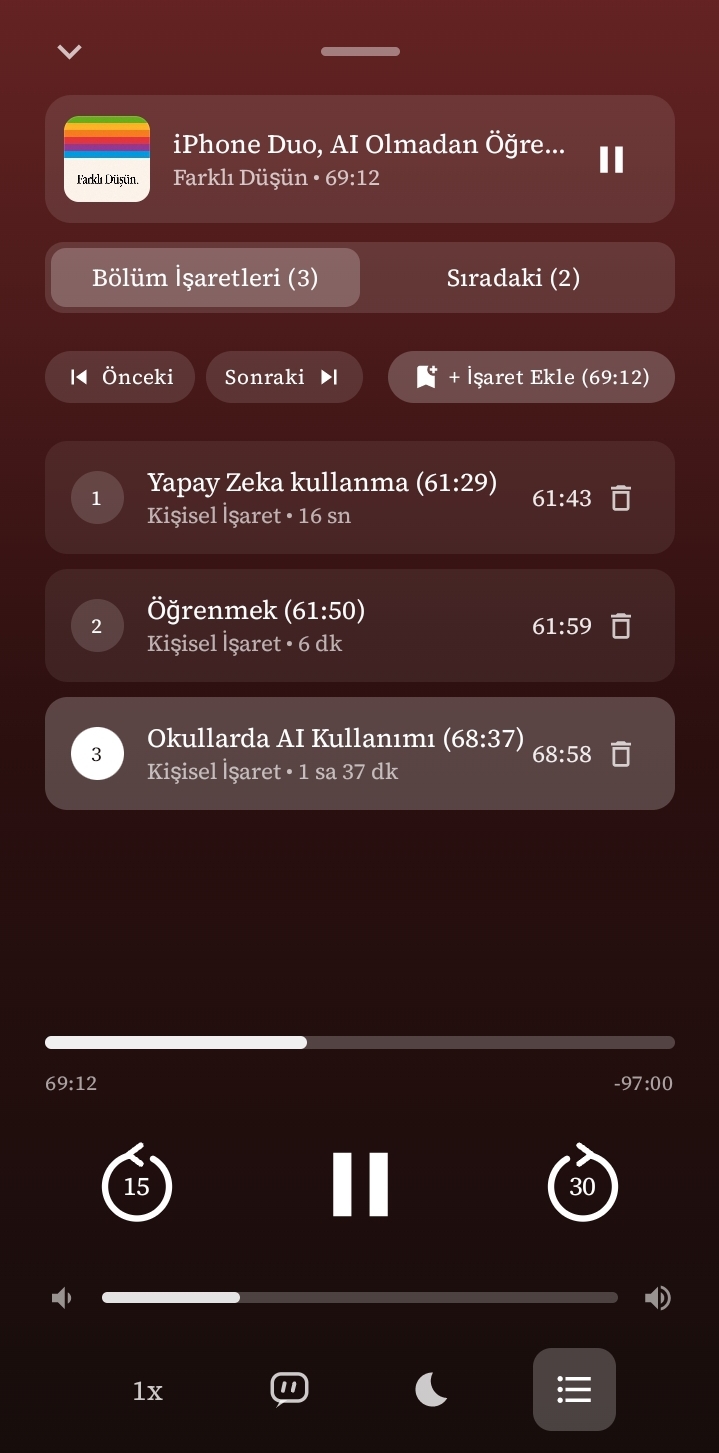 iPhone Duo, AI Olmadan Öğre...
Farklı Düşün • 69:12
Farklı Düşün.
Bölüm İşaretleri (3)
Sıradaki (2)
Önceki
Sonraki
+ İşaret Ekle (69:12)
1
Yapay Zeka kullanma (61:29)
Kişisel İşaret • 16 sn
61:43
2
Öğrenmek (61:50)
Kişisel İşaret • 6 dk
61:59
3
Okullarda AI Kullanımı (68:37)
Kişisel İşaret • 1 sa 37 dk
68:58
69:12
-97:00
15
30
1x